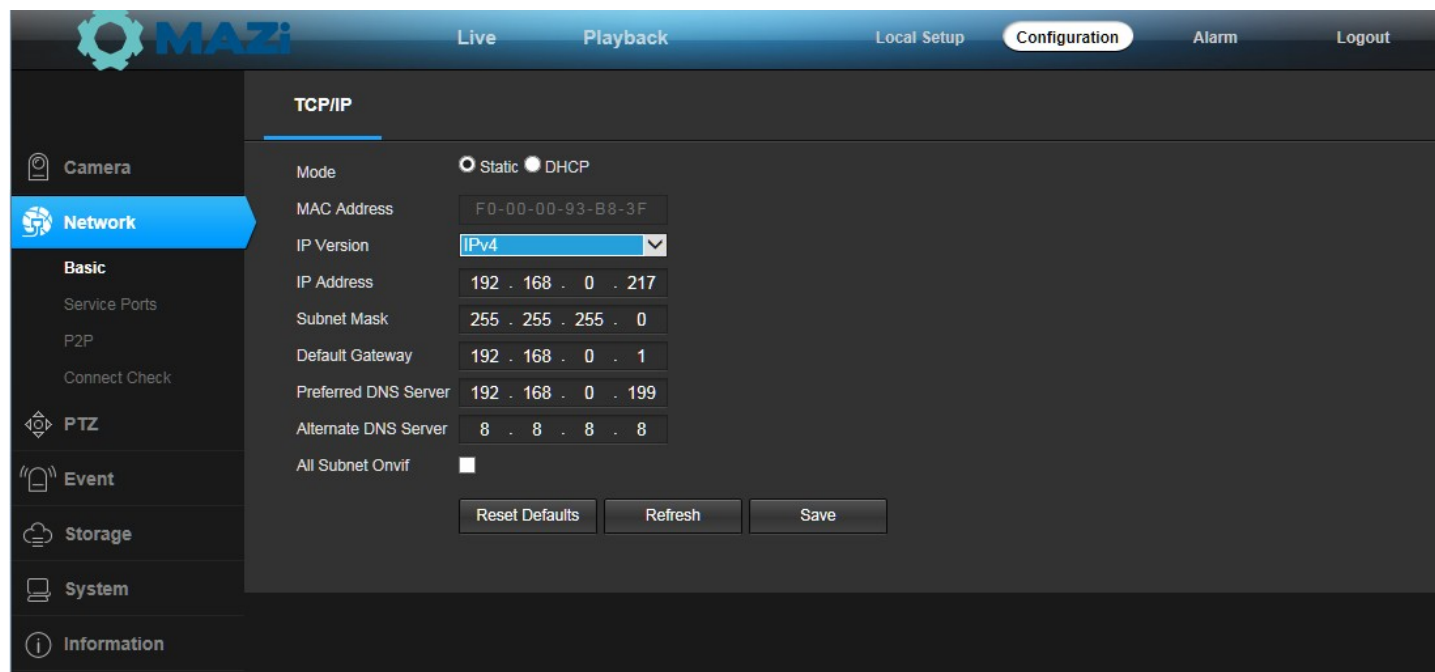 MAZi Live Playback Local Setup Configuration Alarm Logout
TCP/IP
Camera
Network
Basic
Service Ports
P2P
Connect Check
PTZ
Event
Storage
System
Information
Mode Static DHCP
MAC Address F0-00-00-93-B8-3F
IP Version IPv4
IP Address 192 . 168 . 0 . 217
Subnet Mask 255 . 255 . 255 . 0
Default Gateway 192 . 168 . 0 . 1
Preferred DNS Server 192 . 168 . 0 . 199
Alternate DNS Server 8 . 8 . 8 . 8
All Subnet Onvif
Reset Defaults Refresh Save